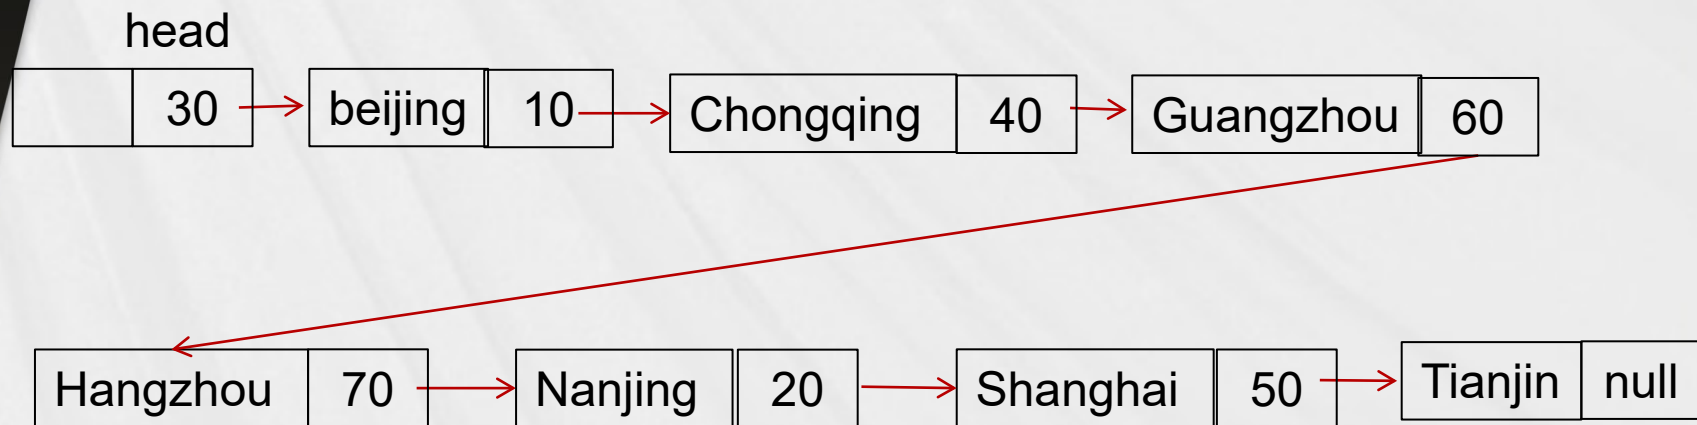 head
30 beijing 10 Chongqing 40 Guangzhou 60
Hangzhou 70 Nanjing 20 Shanghai 50 Tianjin null